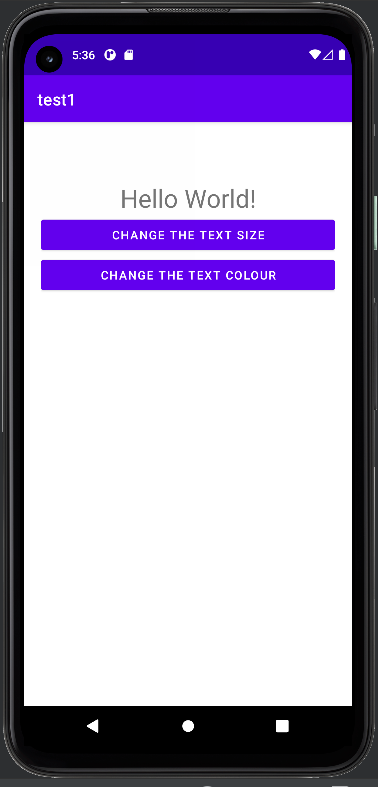 5:36
test1
Hello World!
CHANGE THE TEXT SIZE
CHANGE THE TEXT COLOUR